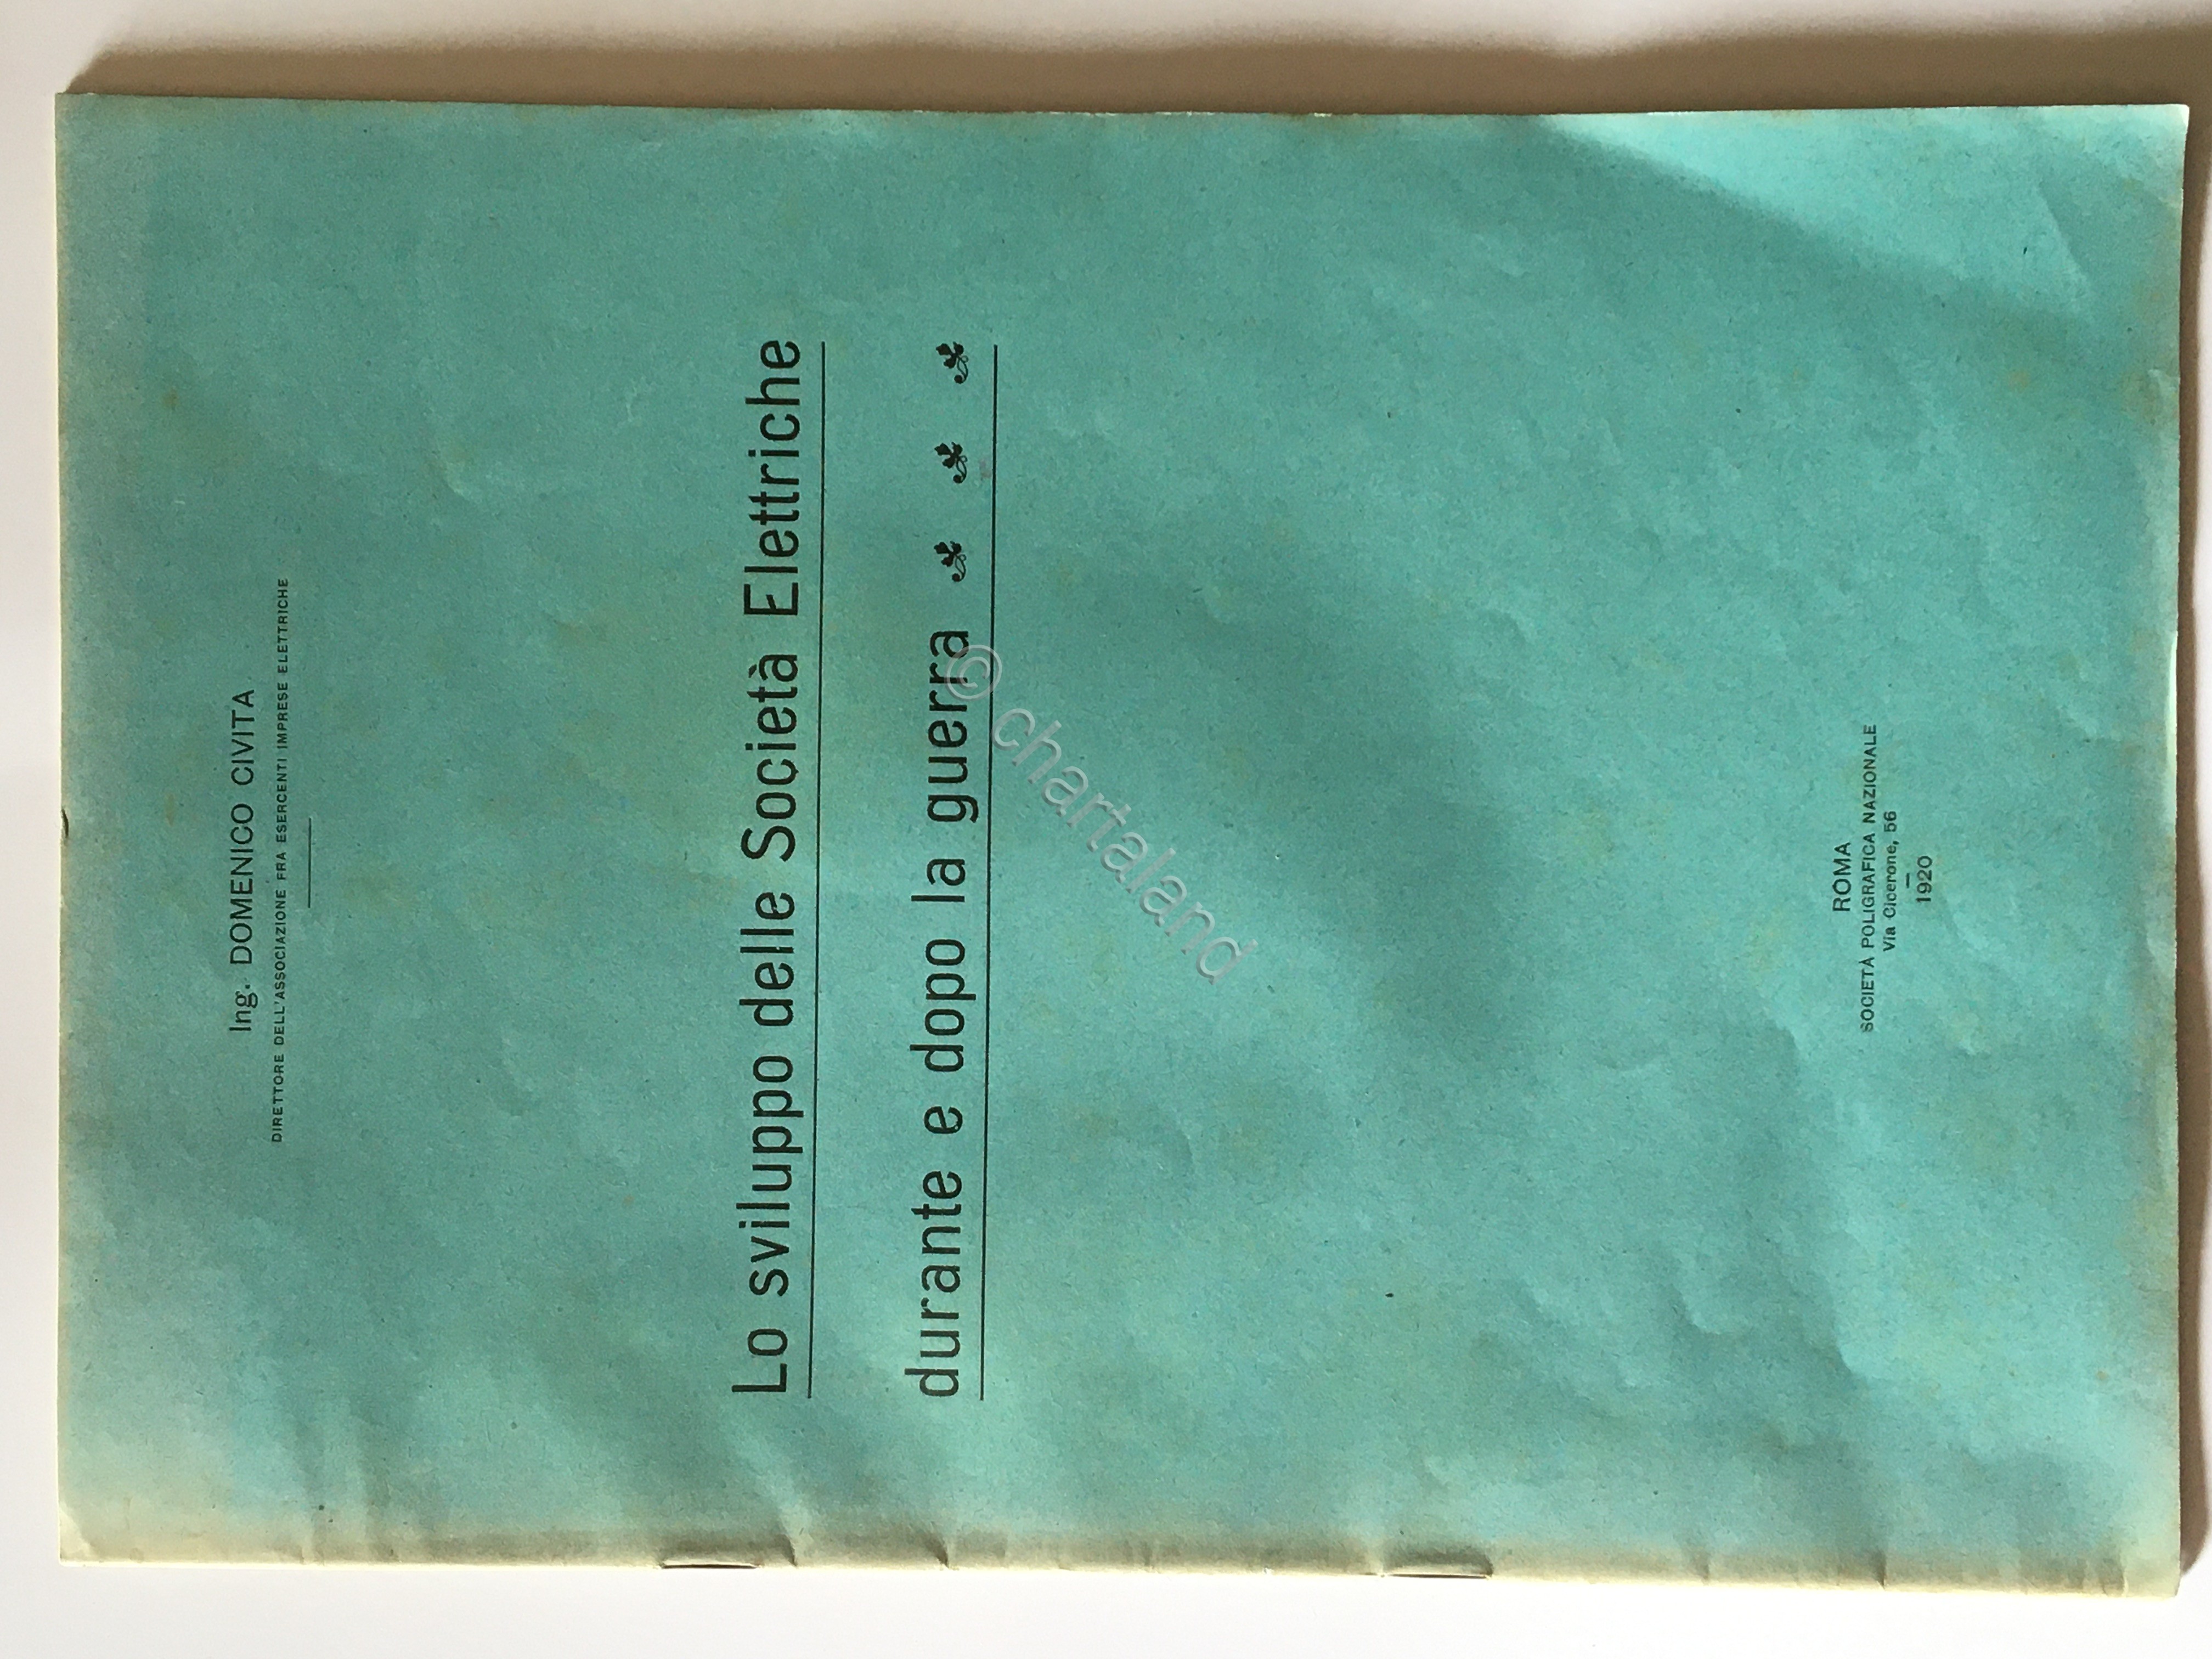 Ing. DOMENICO CIVITA
DIRETTORE DELL'ASSOCIAZIONE FRA ESERCENTI IMPRESE ELETTRICHE
Lo sviluppo delle Società Elettriche
durante e dopo la guerra
ROMA
SOCIETÀ POLIGRAFICA NAZIONALE
Via Cicerone, 56
—
1920
© chartaland